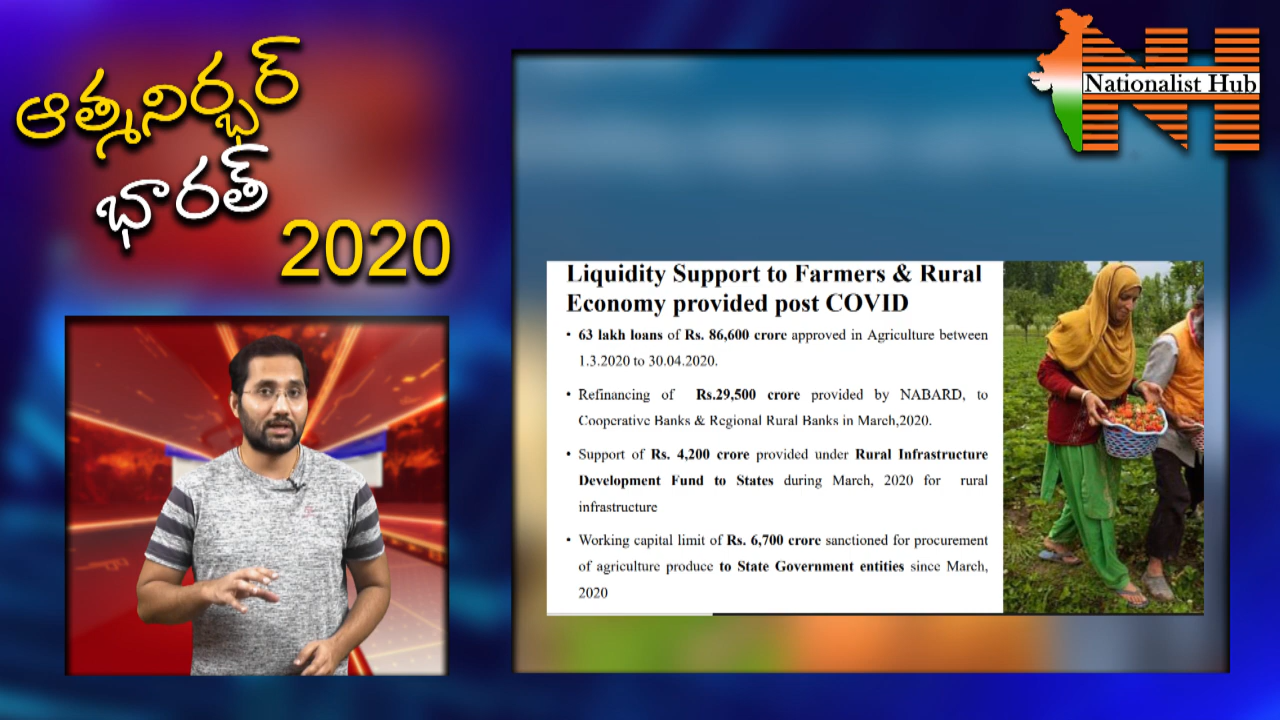 ఆత్మనిర్భర్
భారత్
2020
Nationalist Hub
Liquidity Support to Farmers & Rural
Economy provided post COVID
• 63 lakh loans of Rs. 86,600 crore approved in Agriculture between
1.3.2020 to 30.04.2020.
• Refinancing of Rs.29,500 crore provided by NABARD, to
Cooperative Banks & Regional Rural Banks in March,2020.
• Support of Rs. 4,200 crore provided under Rural Infrastructure
Development Fund to States during March, 2020 for rural
infrastructure
• Working capital limit of Rs. 6,700 crore sanctioned for procurement
of agriculture produce to State Government entities since March,
2020